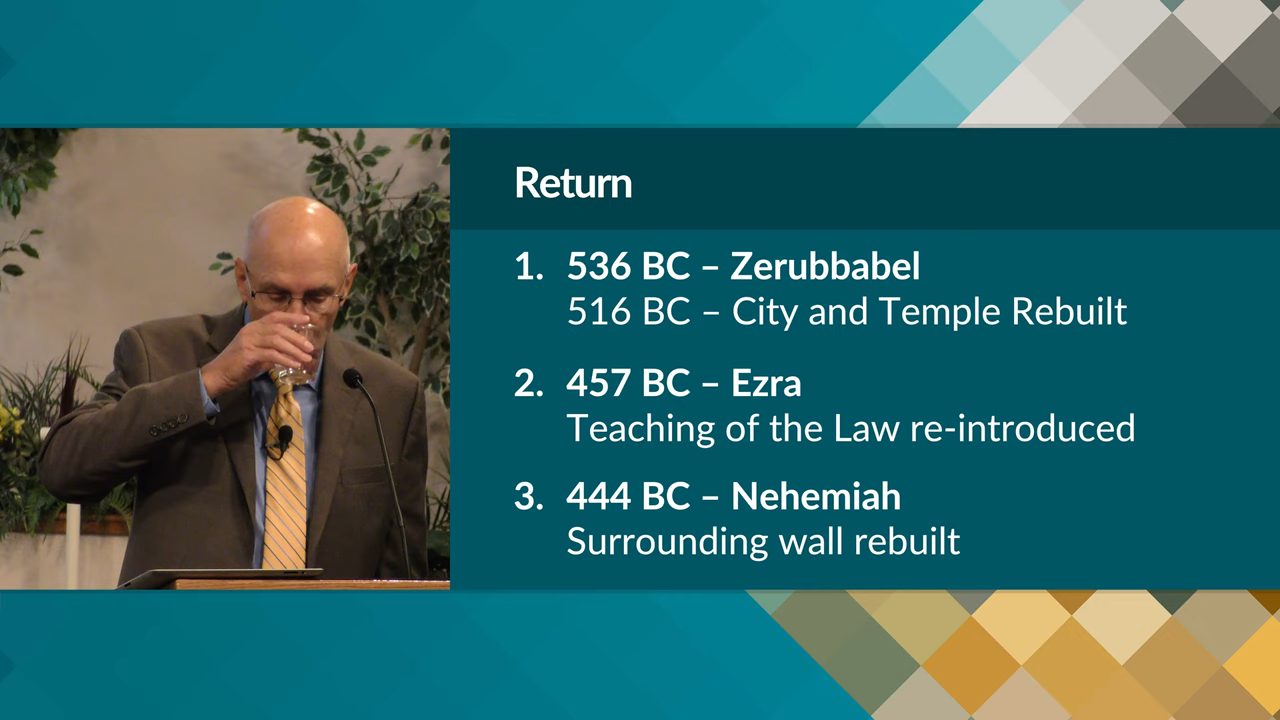 Return
1. 536 BC – Zerubbabel
516 BC – City and Temple Rebuilt
2. 457 BC – Ezra
Teaching of the Law re-introduced
3. 444 BC – Nehemiah
Surrounding wall rebuilt